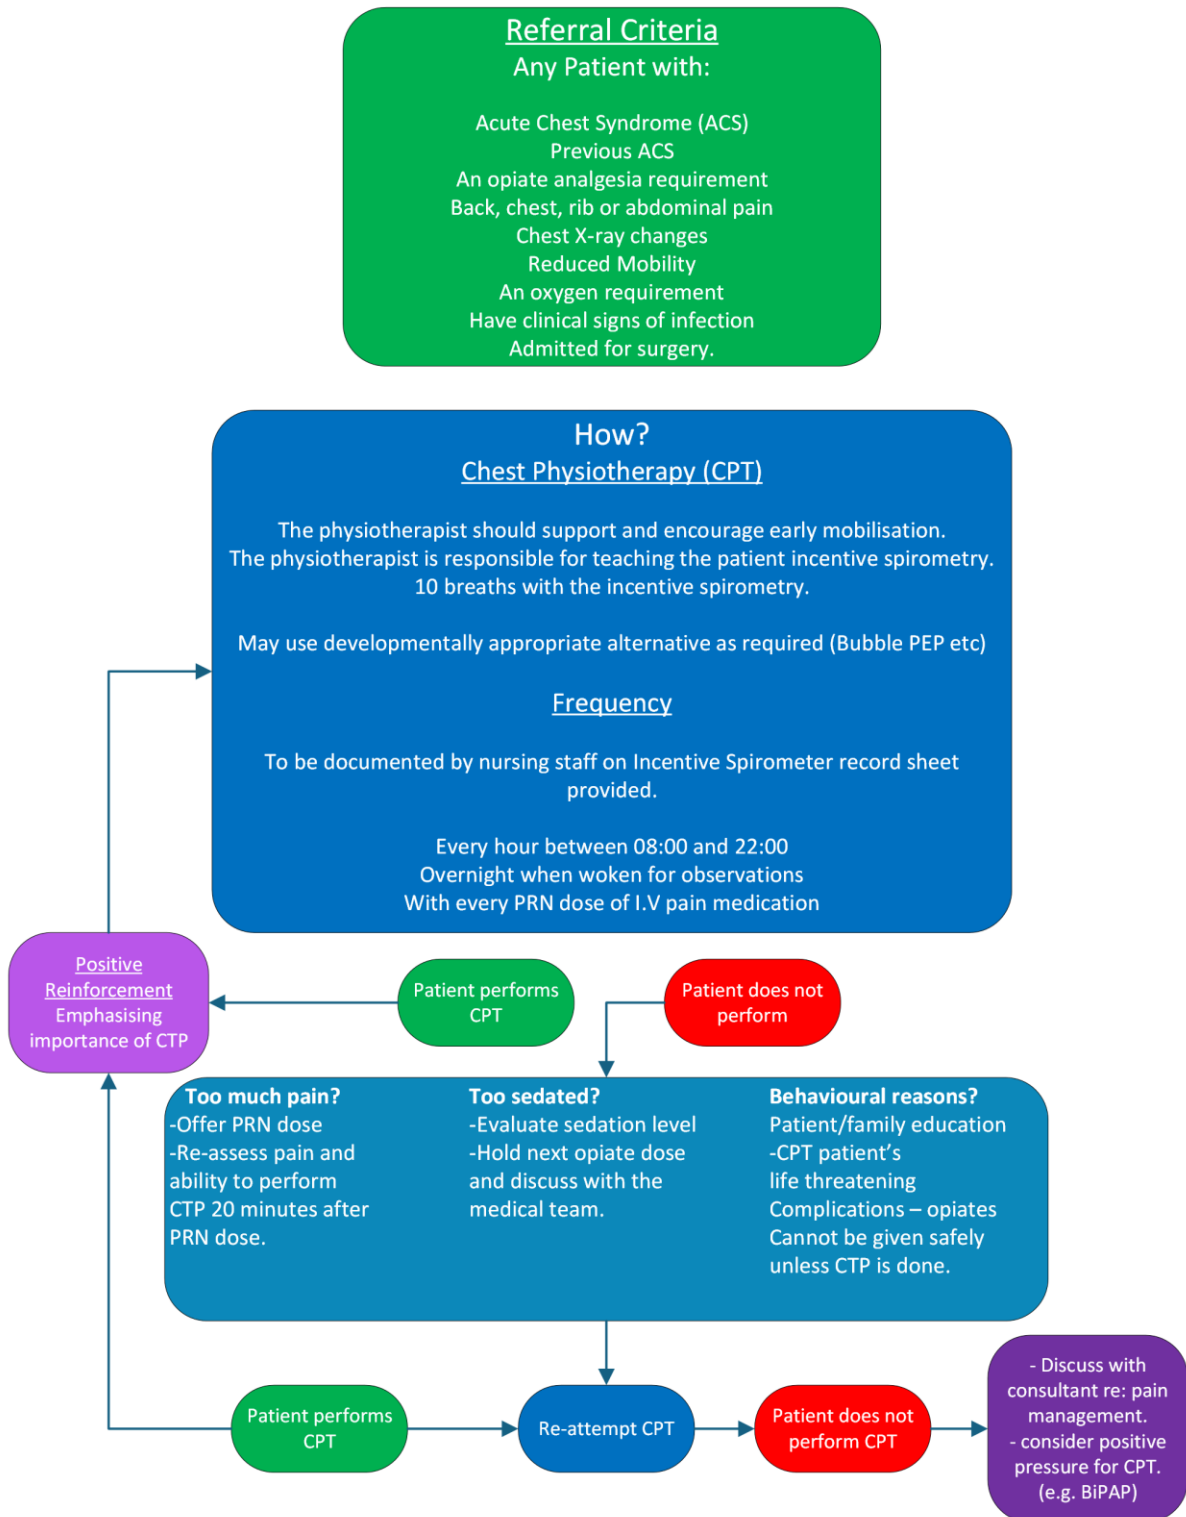 Referral Criteria
Any Patient with:
Acute Chest Syndrome (ACS)
Previous ACS
An opiate analgesia requirement
Back, chest, rib or abdominal pain
Chest X-ray changes
Reduced Mobility
An oxygen requirement
Have clinical signs of infection
Admitted for surgery.
How?
Chest Physiotherapy (CPT)
The physiotherapist should support and encourage early mobilisation.
The physiotherapist is responsible for teaching the patient incentive spirometry.
10 breaths with the incentive spirometry.
May use developmentally appropriate alternative as required (Bubble PEP etc)
Frequency
To be documented by nursing staff on Incentive Spirometer record sheet
provided.
Every hour between 08:00 and 22:00
Overnight when woken for observations
With every PRN dose of I.V pain medication
Positive
Reinforcement
Emphasising
importance of CTP
Patient performs
CPT
Patient does not
perform
Too much pain?
-Offer PRN dose
-Re-assess pain and
ability to perform
CTP 20 minutes after
PRN dose.
Too sedated?
-Evaluate sedation level
-Hold next opiate dose
and discuss with the
medical team.
Behavioural reasons?
Patient/family education
-CPT patient’s
life threatening
Complications – opiates
Cannot be given safely
unless CTP is done.
Patient performs
CPT
Re-attempt CPT
Patient does not
perform CPT
- Discuss with
consultant re: pain
management.
- consider positive
pressure for CPT.
(e.g. BiPAP)